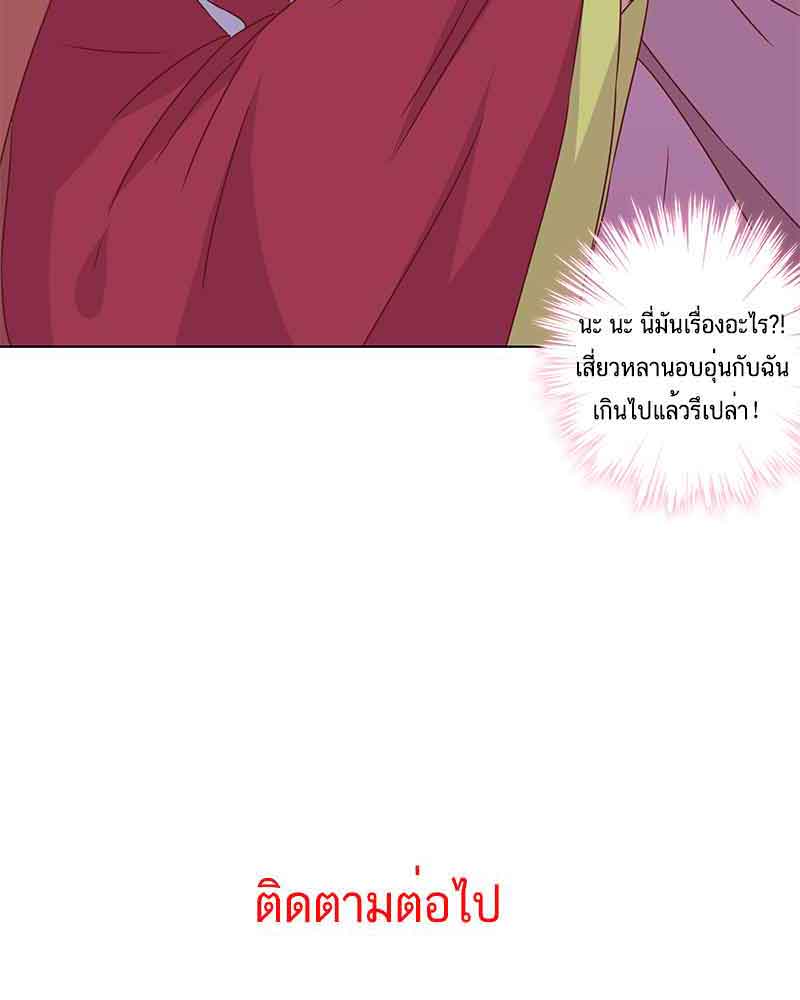 นะ นะ นี่มันเรื่องอะไร?!
เสี่ยวหลานอบอุ่นกับฉัน
เกินไปแล้วรึเปล่า!
ติดตามต่อไป